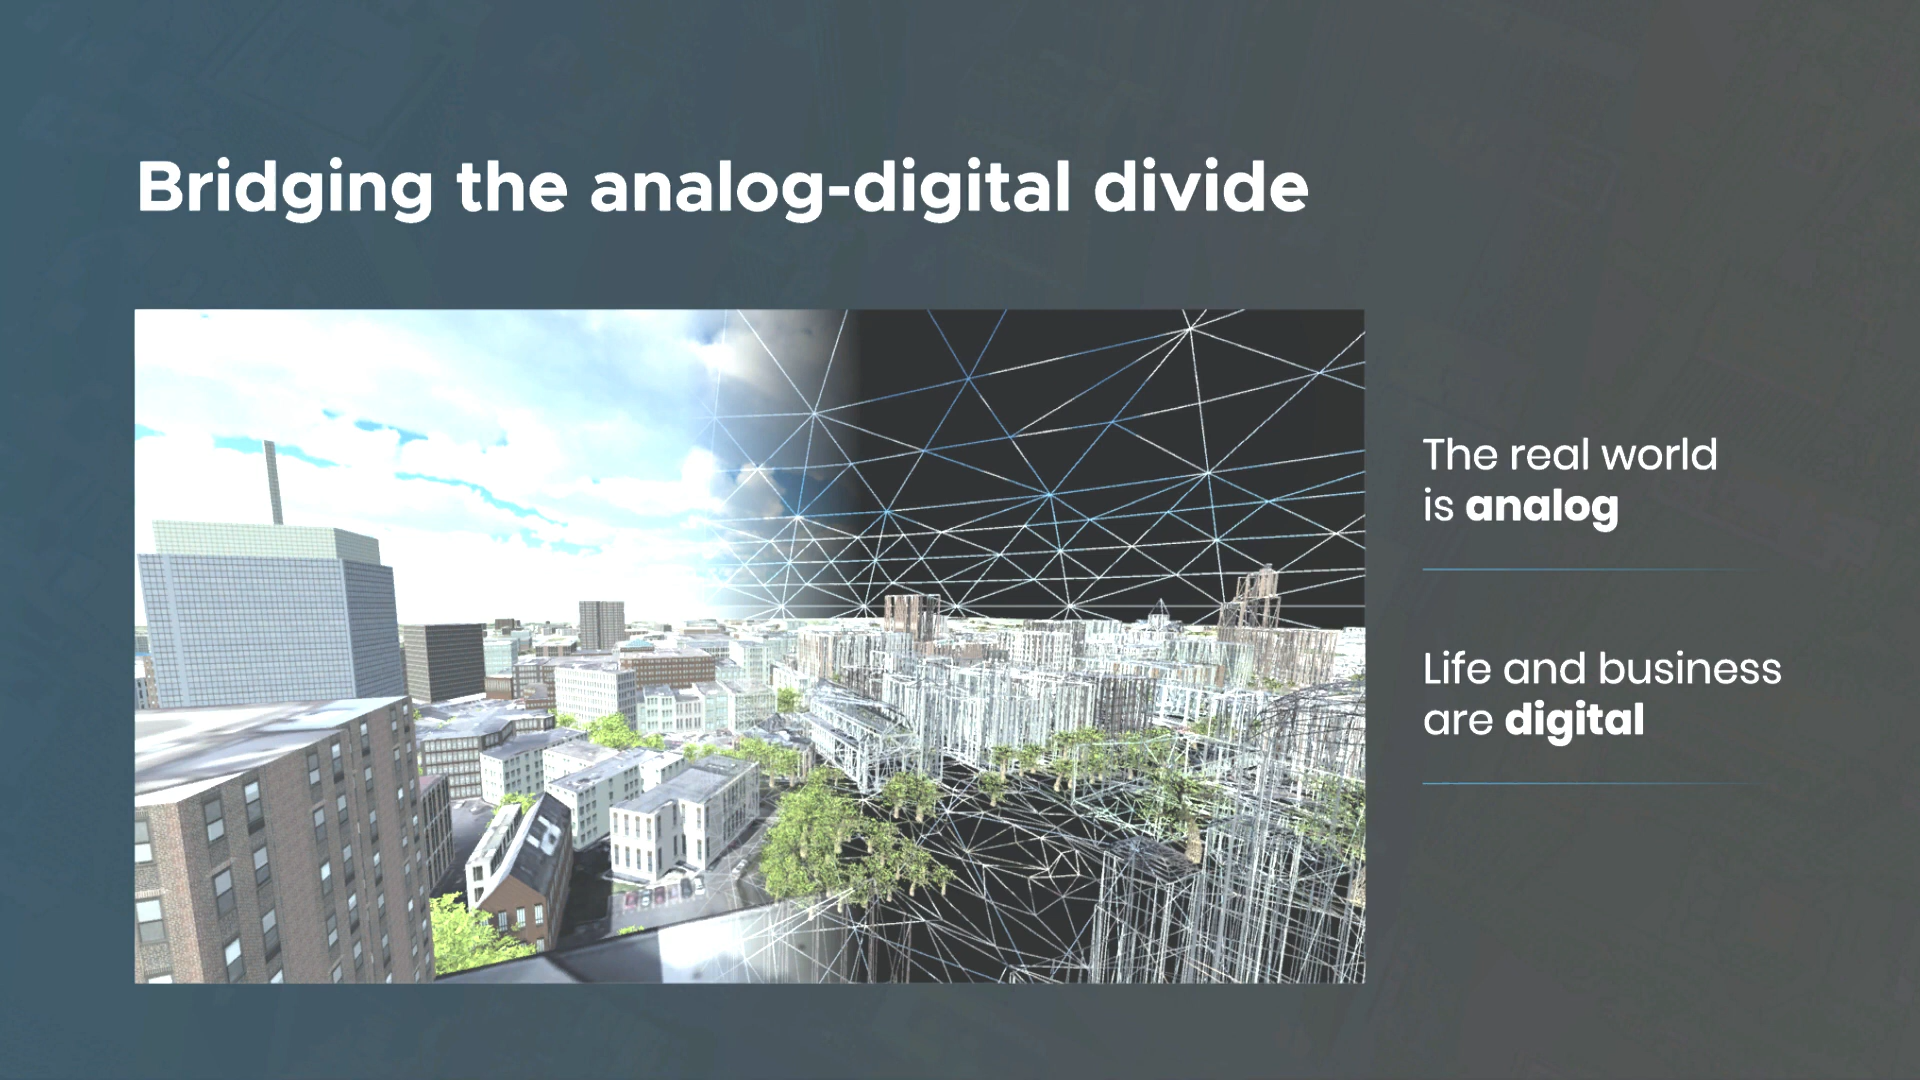 Bridging the analog-digital divide
The real world
is analog
Life and business
are digital